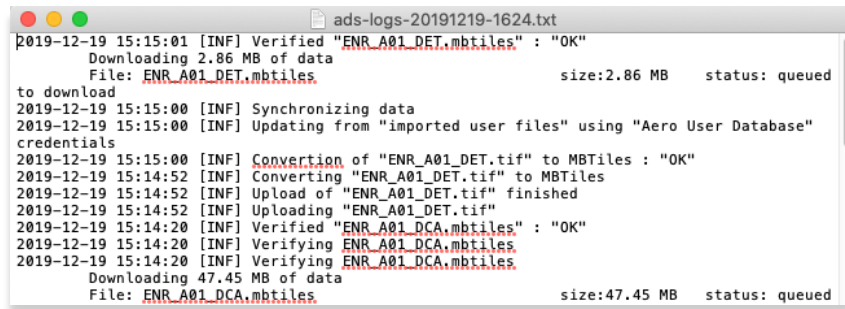 ads-logs-20191219-1624.txt
2019-12-19 15:15:01 [INF] Verified "ENR_A01_DET.mbtiles" : "OK"
Downloading 2.86 MB of data
File: ENR_A01_DET.mbtiles size:2.86 MB status: queued
to download
2019-12-19 15:15:00 [INF] Synchronizing data
2019-12-19 15:15:00 [INF] Updating from "imported user files" using "Aero User Database"
credentials
2019-12-19 15:15:00 [INF] Convertion of "ENR_A01_DET.tif" to MBTiles : "OK"
2019-12-19 15:14:52 [INF] Converting "ENR_A01_DET.tif" to MBTiles
2019-12-19 15:14:52 [INF] Upload of "ENR_A01_DET.tif" finished
2019-12-19 15:14:52 [INF] Uploading "ENR_A01_DET.tif"
2019-12-19 15:14:20 [INF] Verified "ENR_A01_DCA.mbtiles" : "OK"
2019-12-19 15:14:20 [INF] Verifying ENR_A01_DCA.mbtiles
2019-12-19 15:14:20 [INF] Verifying ENR_A01_DCA.mbtiles
Downloading 47.45 MB of data
File: ENR_A01_DCA.mbtiles size:47.45 MB status: queued